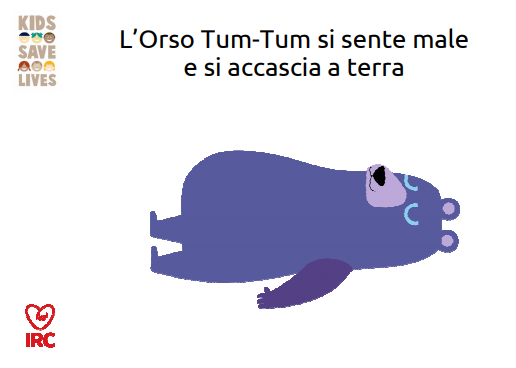 KIDS
SAVE
LIVES
L’Orso Tum-Tum si sente male
e si accascia a terra
IRC